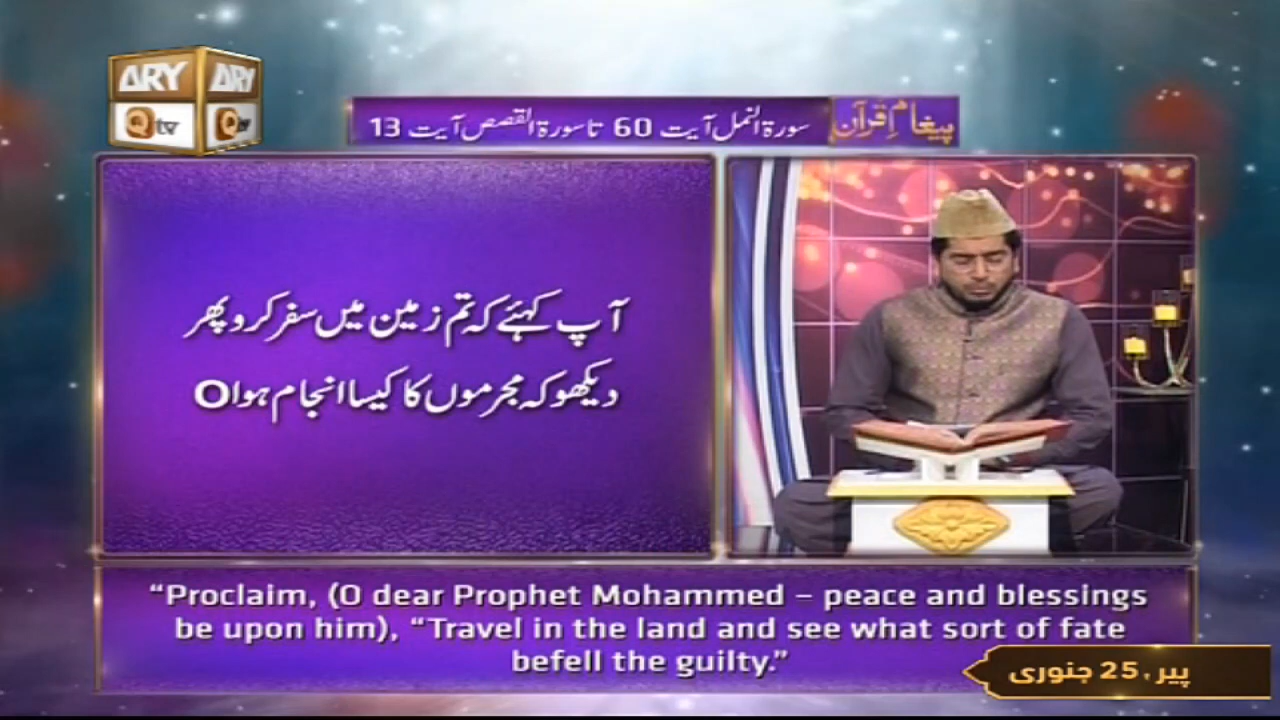 ARY ARY
Qtv Qtv
پیغام قرآن
سورۃ النمل آیت 60 تا سورۃ القصص آیت 13
آپ کہئے کہ تم زمین میں سفر کرو پھر
دیکھو کہ مجرموں کا کیسا انجام ہوا O
“Proclaim, (O dear Prophet Mohammed – peace and blessings
be upon him), “Travel in the land and see what sort of fate
befell the guilty.”
پیر، 25 جنوری